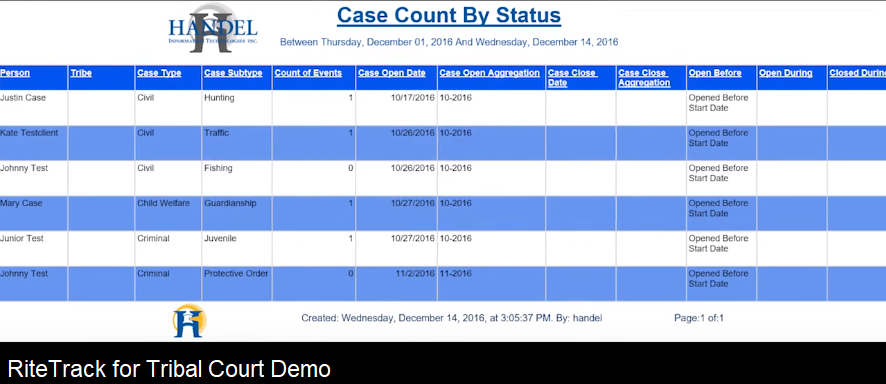 Case Count By Status
HANDEL
INFORMATION TECHNOLOGIES INC.
Between Thursday, December 01, 2016 And Wednesday, December 14, 2016
Person Tribe Case Type Case Subtype Count of Events Case Open Date Case Open Aggregation Case Close Case Close Open Before Open During Closed During
Date Aggregation
Justin Case Civil Hunting 1 10/17/2016 10-2016 Opened Before
Start Date
Kate Testclient Civil Traffic 1 10/26/2016 10-2016 Opened Before
Start Date
Johnny Test Civil Fishing 0 10/26/2016 10-2016 Opened Before
Start Date
Mary Case Child Welfare Guardianship 1 10/27/2016 10-2016 Opened Before
Start Date
Junior Test Criminal Juvenile 1 10/27/2016 10-2016 Opened Before
Start Date
Johnny Test Criminal Protective Order 0 11/2/2016 11-2016 Opened Before
Start Date
Created: Wednesday, December 14, 2016, at 3:05:37 PM. By: handel Page:1 of:1
RiteTrack for Tribal Court Demo